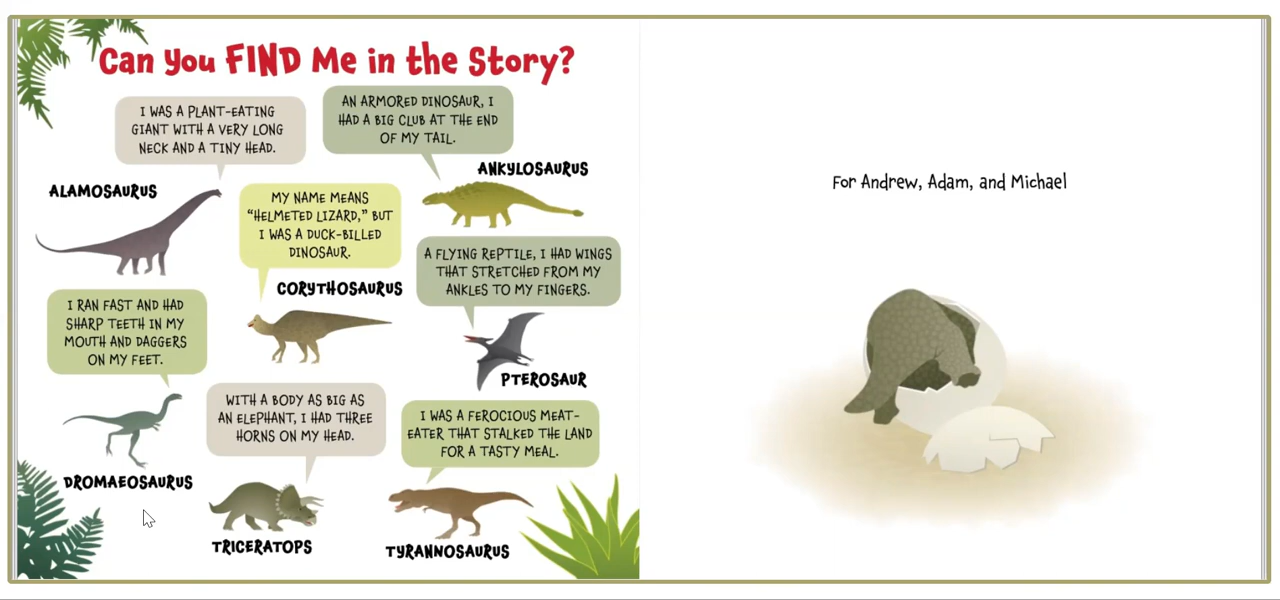 Can You FIND Me in the Story?
I WAS A PLANT-EATING
GIANT WITH A VERY LONG
NECK AND A TINY HEAD.
ALAMOSAURUS
AN ARMORED DINOSAUR, I
HAD A BIG CLUB AT THE END
OF MY TAIL.
ANKYLOSAURUS
MY NAME MEANS
“HELMETED LIZARD,” BUT
I WAS A DUCK-BILLED
DINOSAUR.
CORYTHOSAURUS
A FLYING REPTILE, I HAD WINGS
THAT STRETCHED FROM MY
ANKLES TO MY FINGERS.
PTEROSAUR
I RAN FAST AND HAD
SHARP TEETH IN MY
MOUTH AND DAGGERS
ON MY FEET.
DROMAEOSAURUS
WITH A BODY AS BIG AS
AN ELEPHANT, I HAD THREE
HORNS ON MY HEAD.
TRICERATOPS
I WAS A FEROCIOUS MEAT-
EATER THAT STALKED THE LAND
FOR A TASTY MEAL.
TYRANNOSAURUS
For Andrew, Adam, and Michael